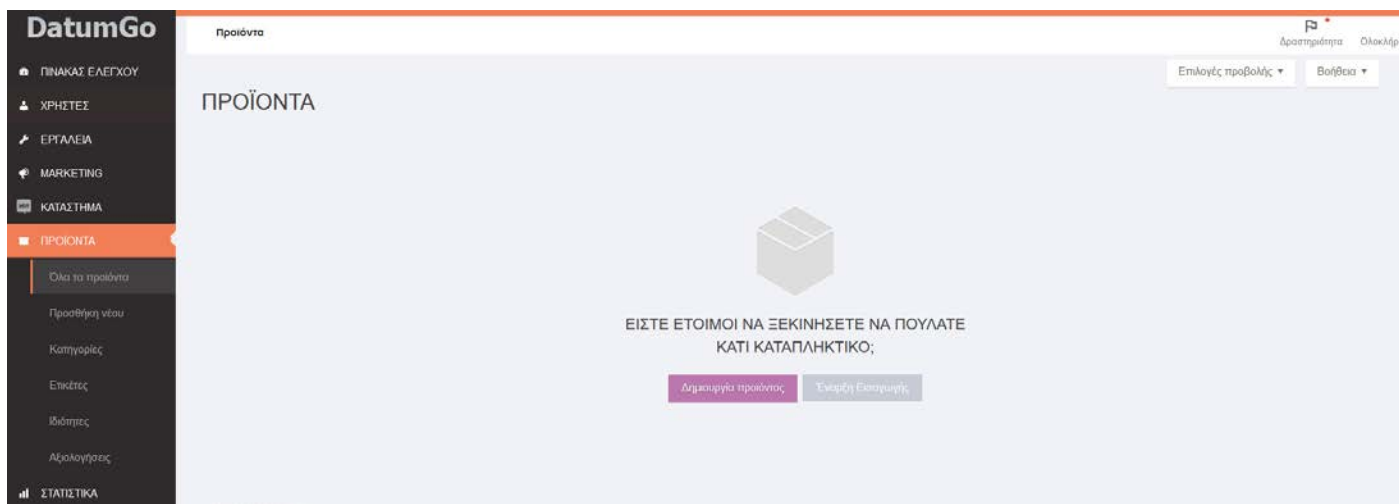 DatumGo
Προϊόντα
Δραστηριότητα
Επιλογές προβολής ▼
Βοήθεια ▼
ΠΙΝΑΚΑΣ ΕΛΕΓΧΟΥ
ΧΡΗΣΤΕΣ
ΕΡΓΑΛΕΙΑ
MARKETING
ΚΑΤΑΣΤΗΜΑ
ΠΡΟΪΟΝΤΑ
Όλα τα προϊόντα
Προσθήκη νέου
Κατηγορίες
Ετικέτες
Ιδιότητες
Αξιολογήσεις
ΣΤΑΤΙΣΤΙΚΑ
ΠΡΟΪΟΝΤΑ
ΕΙΣΤΕ ΕΤΟΙΜΟΙ ΝΑ ΞΕΚΙΝΗΣΕΤΕ ΝΑ ΠΟΥΛΑΤΕ
ΚΑΤΙ ΚΑΤΑΠΛΗΚΤΙΚΟ;
Δημιουργία προϊόντος
Έναρξη Εισαγωγής